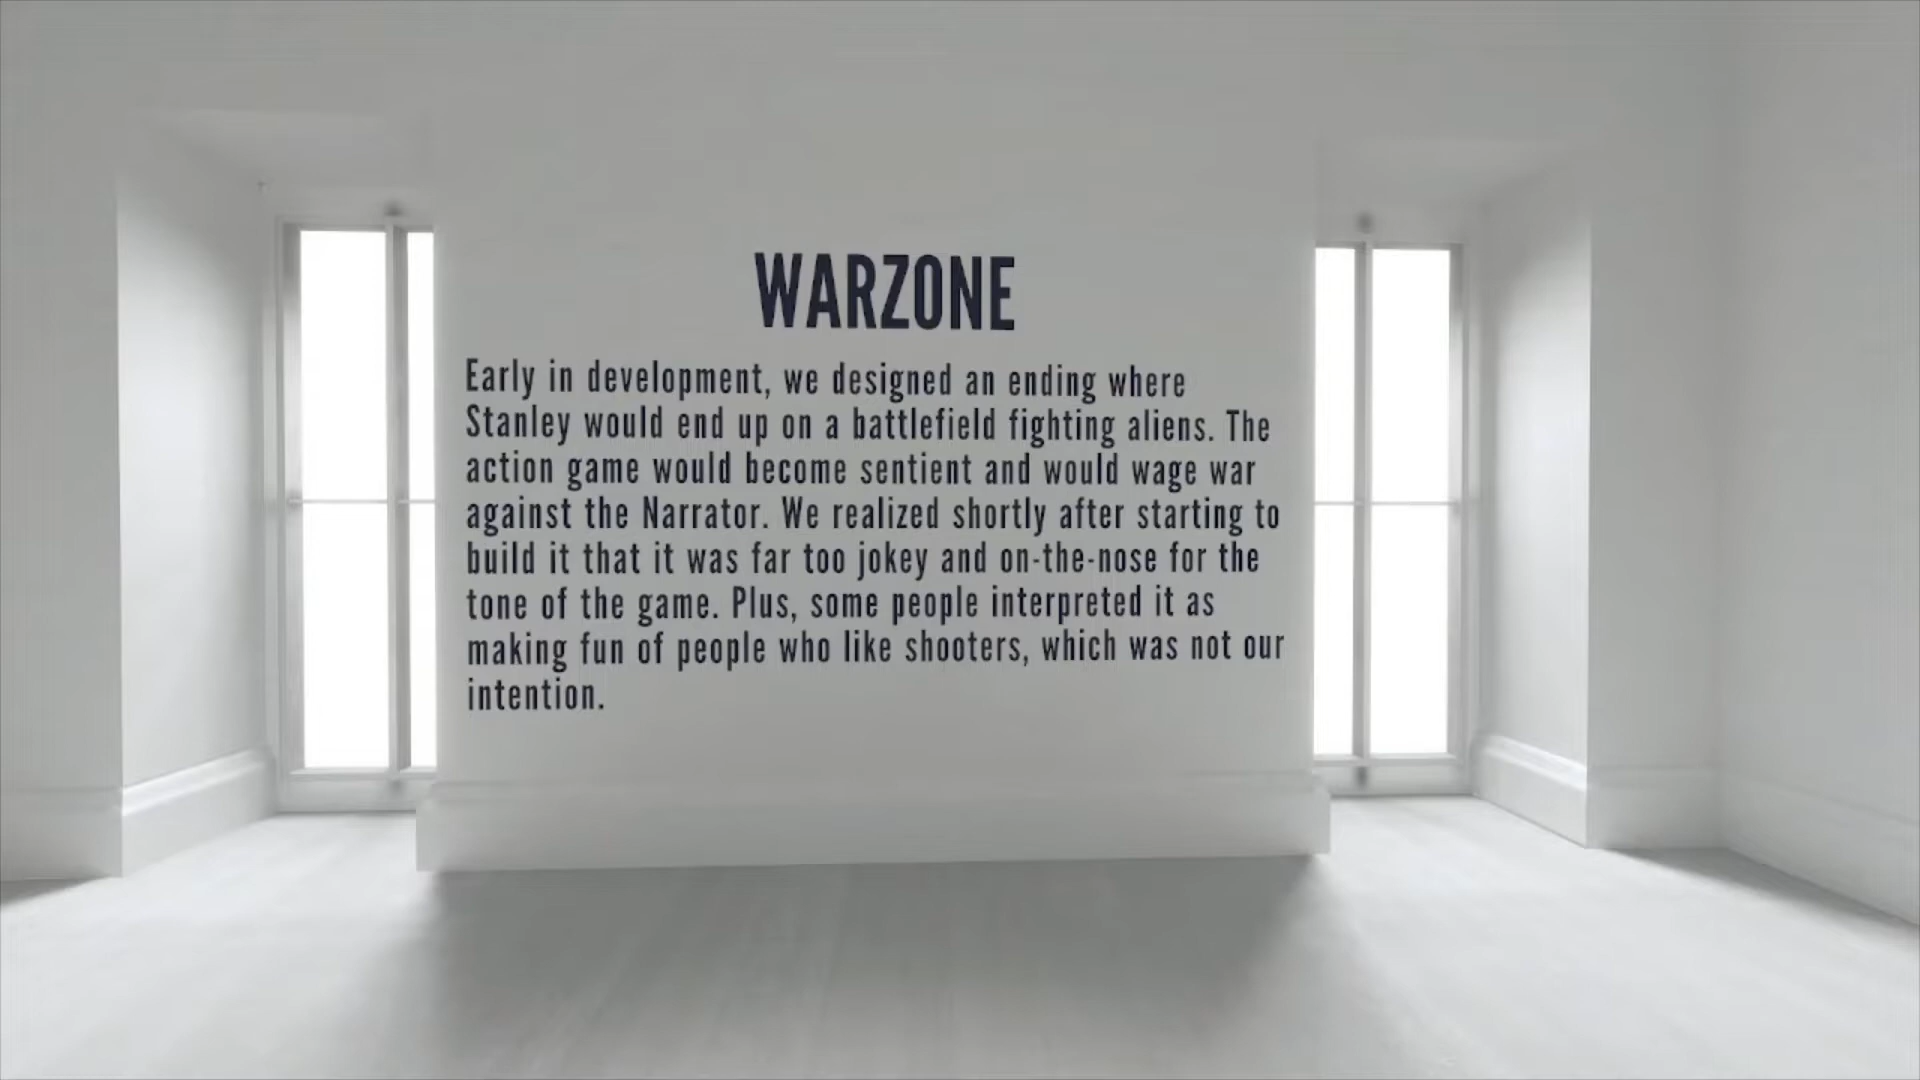 WARZONE
Early in development, we designed an ending where
Stanley would end up on a battlefield fighting aliens. The
action game would become sentient and would wage war
against the Narrator. We realized shortly after starting to
build it that it was far too jokey and on-the-nose for the
tone of the game. Plus, some people interpreted it as
making fun of people who like shooters, which was not our
intention.